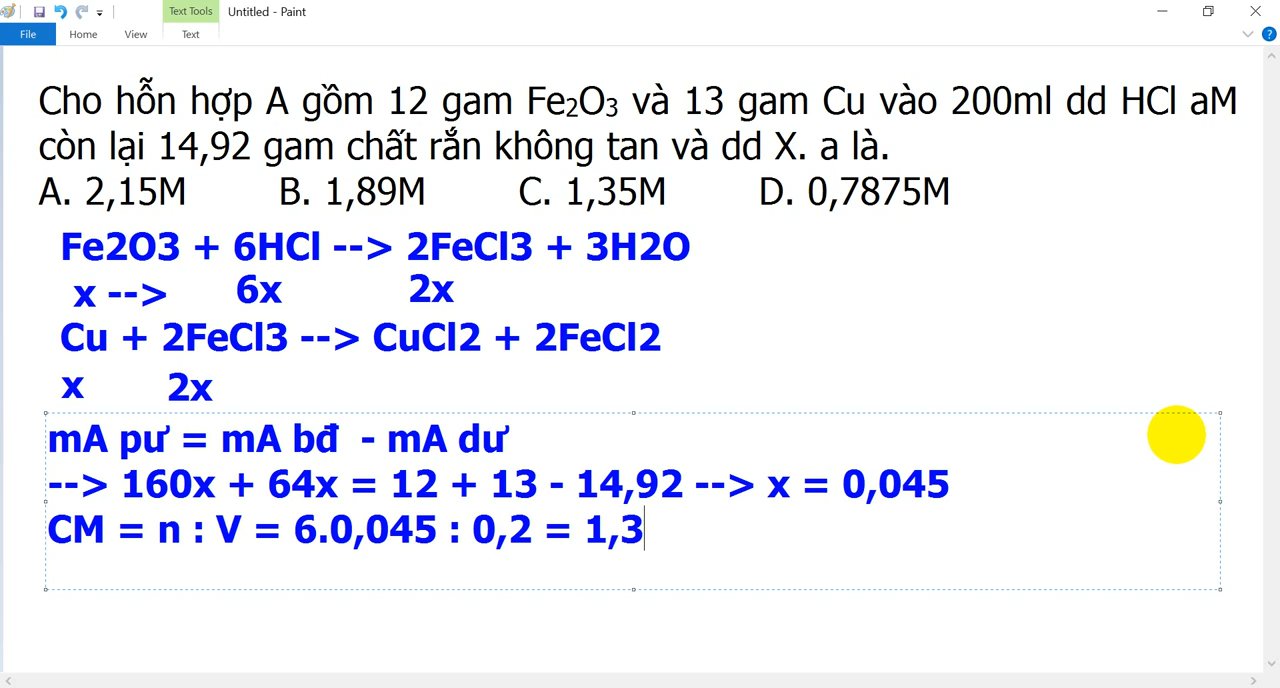 Text Tools Untitled - Paint
File Home View Text
Cho hỗn hợp A gồm 12 gam Fe2O3 và 13 gam Cu vào 200ml dd HCl aM
còn lại 14,92 gam chất rắn không tan và dd X. a là.
A. 2,15M B. 1,89M C. 1,35M D. 0,7875M
Fe2O3 + 6HCl --> 2FeCl3 + 3H2O
x --> 6x 2x
Cu + 2FeCl3 --> CuCl2 + 2FeCl2
x 2x
mA pư = mA bđ - mA dư
--> 160x + 64x = 12 + 13 - 14,92 --> x = 0,045
CM = n : V = 6.0,045 : 0,2 = 1,3